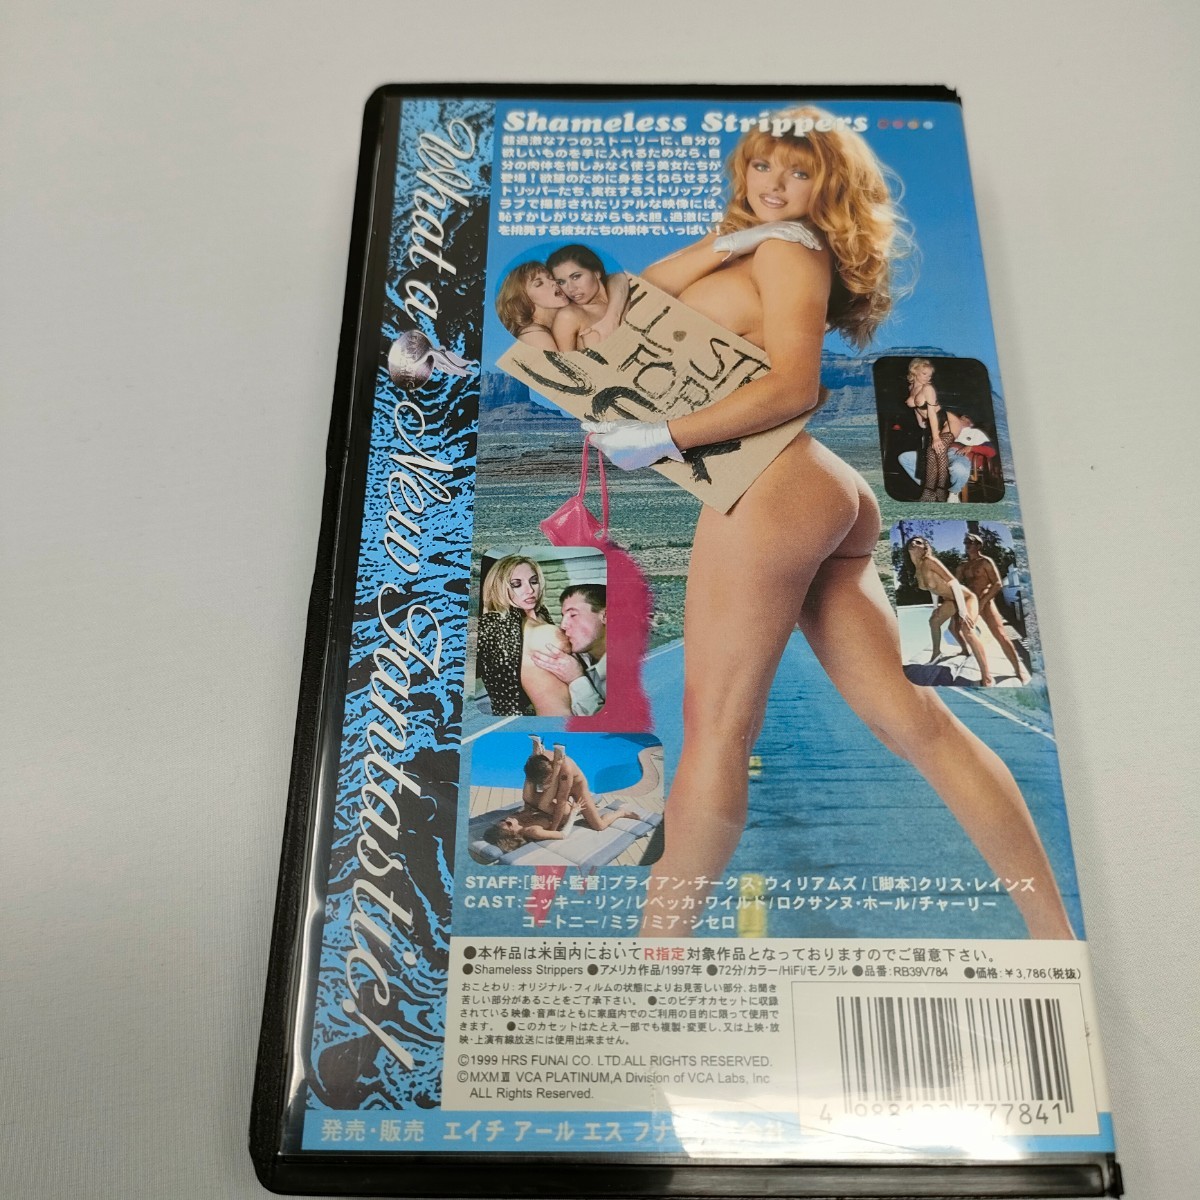 Shameless Strippers
超過激な7つのストーリーに、自分の
欲しいものを手に入れるためなら、自
分の肉体を惜しみなく使う美女たちが
登場！欲望のために身をくねらせるス
トリッパーたち、実在するストリップ・ク
ラブで撮影されたリアルな映像には、
恥ずかしがりながらも大胆、過激に男
を挑発する彼女たちの裸体でいっぱい！
What a New Fantastic!
FOR
STAFF:[製作・監督]ブライアン・チークス・ウィリアムズ/[脚本]クリス・レインズ
CAST:ニッキー・リン/レベッカ・ワイルド/ロクサンヌ・ホール/チャーリー
コートニー/ミラ/ミア・シセロ
●本作品は米国内においてR指定対象作品となっておりますのでご留意下さい。
●Shameless Strippers ●アメリカ作品/1997年 ●72分/カラー/HiFi/モノラル ●品番:RB39V784 ●価格:￥3,786(税抜)
おことわり:オリジナル・フィルムの状態によりお見苦しい部分、お聞き
苦しい部分があることをご了承下さい。 ●このビデオカセットに収録
されている映像・音声はともに家庭内でのご利用の目的に限って使用で
きます。 ●このカセットはたとえ一部でも複製・変更し、又は上映・放
映・上演有線放送には使用出来ません。
©1999 HRS FUNAI CO. LTD.ALL RIGHTS RESERVED.
©MXMⅢ VCA PLATINUM,A Division of VCA Labs, Inc
ALL Rights Reserved.
発売・販売 エイチ アール エス フナイ株式会社